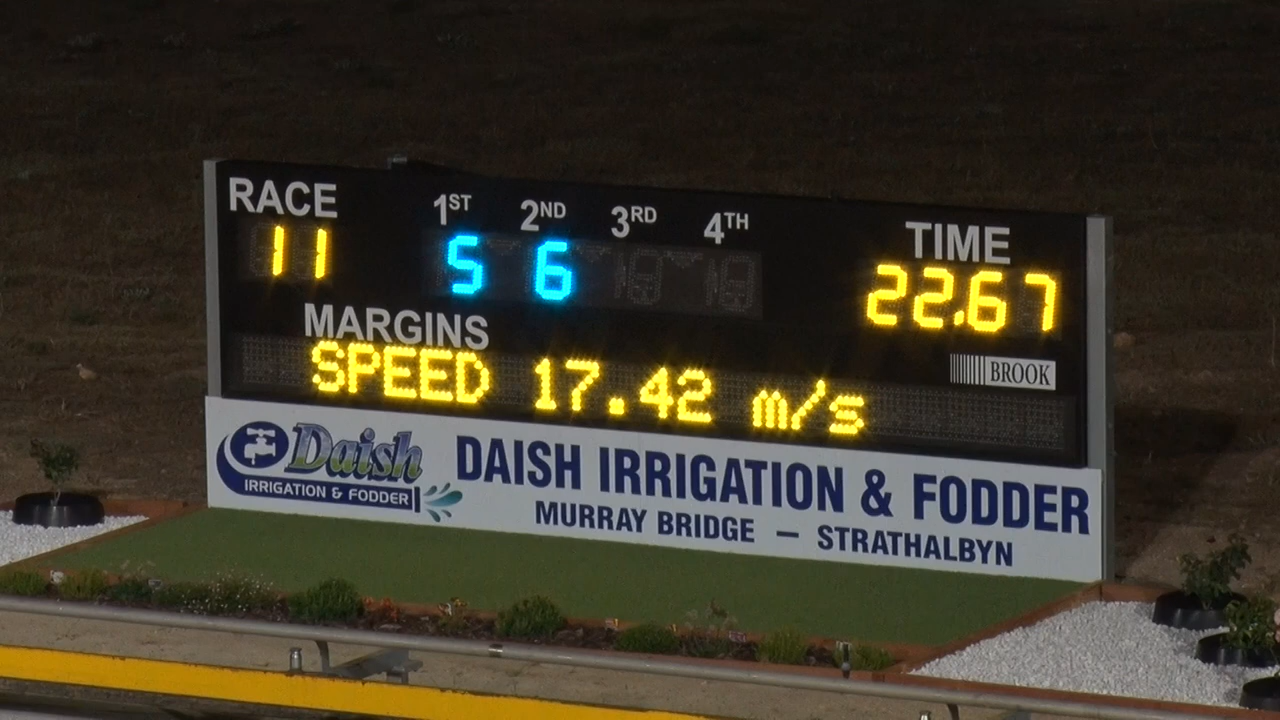 RACE 1ST 2ND 3RD 4TH TIME
11 5 6 22.67
MARGINS
SPEED 17.42 m/s
BROOK
Daish
IRRIGATION & FODDER
DAISH IRRIGATION & FODDER
MURRAY BRIDGE – STRATHALBYN